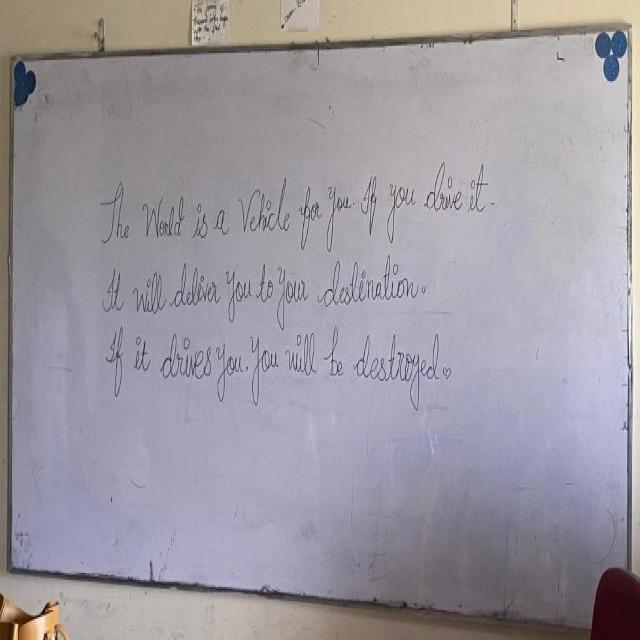 The World is a Vehicle for you. If you drive it.
It will deliver you to your destination.
If it drives you. You will be destroyed.